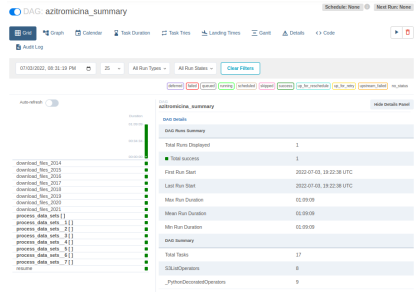 DAG: azitromicina_summary
Schedule: None
Next Run: None
Grid
Graph
Calendar
Task Duration
Task Tries
Landing Times
Gantt
Details
Code
Audit Log
07/03/2022, 08:31:19 PM
25
All Run Types
All Run States
Clear Filters
deferred
failed
queued
running
scheduled
skipped
success
up_for_reschedule
up_for_retry
upstream_failed
no_status
Auto-refresh
download_files_2014
download_files_2015
download_files_2016
download_files_2017
download_files_2018
download_files_2019
download_files_2020
download_files_2021
process_data_sets [ ]
process_data_sets__1 [ ]
process_data_sets__2 [ ]
process_data_sets__3 [ ]
process_data_sets__4 [ ]
process_data_sets__5 [ ]
process_data_sets__6 [ ]
process_data_sets__7 [ ]
resume
azitromicina_summary
Hide Details Panel
DAG Details
DAG Runs Summary
Total Runs Displayed 1
Total success 1
First Run Start 2022-07-03, 19:22:38 UTC
Last Run Start 2022-07-03, 19:22:38 UTC
Max Run Duration 01:09:09
Mean Run Duration 01:09:09
Min Run Duration 01:09:09
DAG Summary
Total Tasks 17
S3ListOperators 8
_PythonDecoratedOperators 9